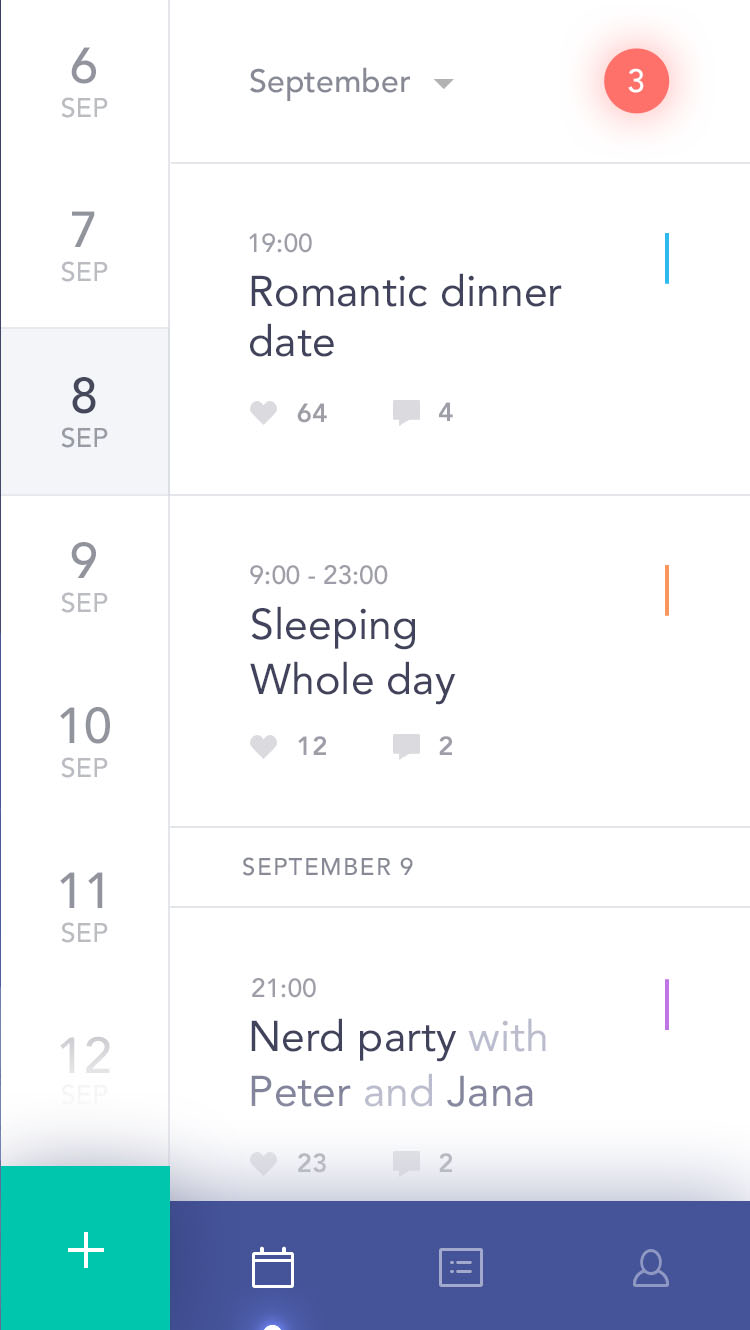 6
SEP
7
SEP
8
SEP
9
SEP
10
SEP
11
SEP
12
SEP
September
3
19:00
Romantic dinner
date
64
4
9:00 - 23:00
Sleeping
Whole day
12
2
SEPTEMBER 9
21:00
Nerd party with
Peter and Jana
23
2